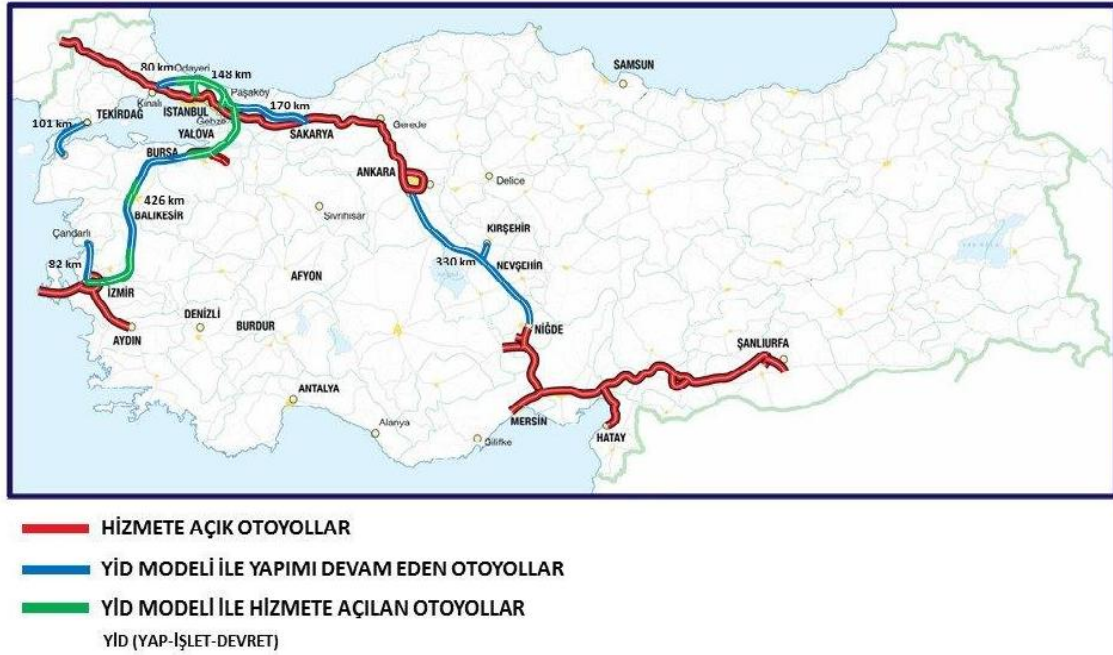 SAMSUN
80 km
Odayeri
148 km
Paşaköy
Kınalı
İSTANBUL
170 km
TEKİRDAĞ
Gebze
101 km
YALOVA
SAKARYA
Gerede
BURSA
ANKARA
Delice
426 km
BALIKESİR
Sivrihisar
KIRŞEHİR
Çandarlı
330 km
NEVŞEHİR
82 km
AFYON
İZMİR
DENİZLİ
BURDUR
NİĞDE
AYDIN
ŞANLIURFA
ANTALYA
Alanya
MERSİN
Silifke
HATAY
HİZMETE AÇIK OTOYOLLAR
YİD MODELİ İLE YAPIMI DEVAM EDEN OTOYOLLAR
YİD MODELİ İLE HİZMETE AÇILAN OTOYOLLAR
YİD (YAP-İŞLET-DEVRET)